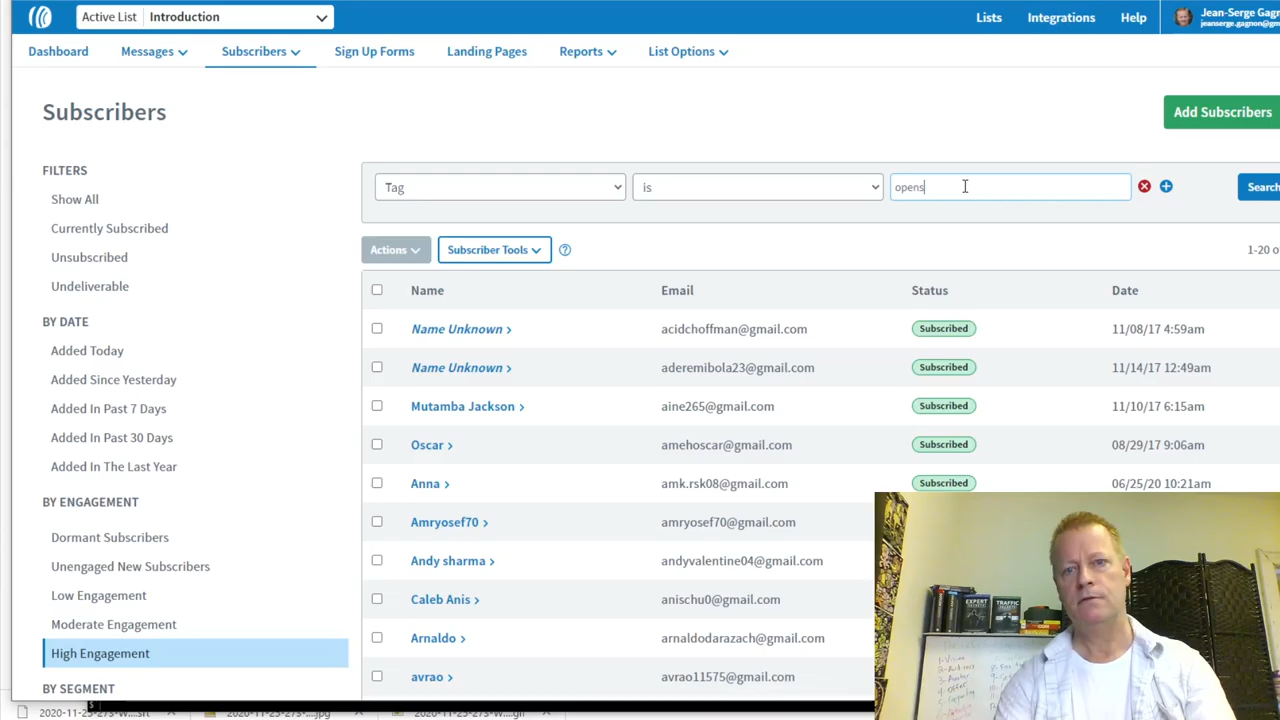 Active List Introduction
Lists Integrations Help
Jean-Serge Gagn
jeanserge.gagnon@gm
Dashboard Messages Subscribers Sign Up Forms Landing Pages Reports List Options
Subscribers
Add Subscribers
FILTERS
Show All
Currently Subscribed
Unsubscribed
Undeliverable
BY DATE
Added Today
Added Since Yesterday
Added In Past 7 Days
Added In Past 30 Days
Added In The Last Year
BY ENGAGEMENT
Dormant Subscribers
Unengaged New Subscribers
Low Engagement
Moderate Engagement
High Engagement
BY SEGMENT
Tag is opens Search
Actions Subscriber Tools ? 1-20 o
Name Email Status Date
Name Unknown > acidchoffman@gmail.com Subscribed 11/08/17 4:59am
Name Unknown > aderemibola23@gmail.com Subscribed 11/14/17 12:49am
Mutamba Jackson > aine265@gmail.com Subscribed 11/10/17 6:15am
Oscar > amehoscar@gmail.com Subscribed 08/29/17 9:06am
Anna > amk.rsk08@gmail.com Subscribed 06/25/20 10:21am
Amryosef70 > amryosef70@gmail.com
Andy sharma > andyvalentine04@gmail.com
Caleb Anis > anischu0@gmail.com
Arnaldo > arnaldodarazach@gmail.com
avrao > avrao11575@gmail.com
EXPERT
SECRETS
TRAFFIC
SECRETS